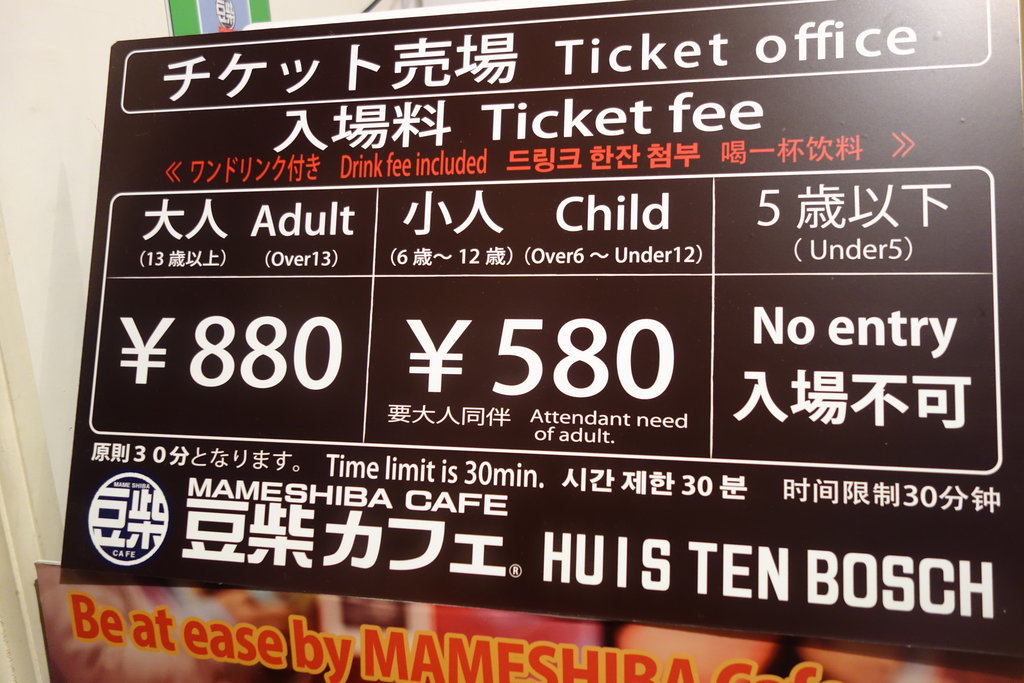 チケット売場 Ticket office
入場料 Ticket fee
≪ ワンドリンク付き Drink fee included 드링크 한잔 첨부 喝一杯饮料 ≫
大人 Adult
(13歳以上) (Over13)
小人 Child
(6歳～12歳) (Over6～Under12)
5歳以下
(Under5)
¥880
¥580
要大人同伴 Attendant need of adult.
No entry
入場不可
原則30分となります。 Time limit is 30min. 시간 제한 30 분 时间限制30分钟
MAME SHIBA
豆柴
CAFE
MAMESHIBA CAFE
豆柴カフェ® HUIS TEN BOSCH
Be at ease by MAMESHIBA Cafe